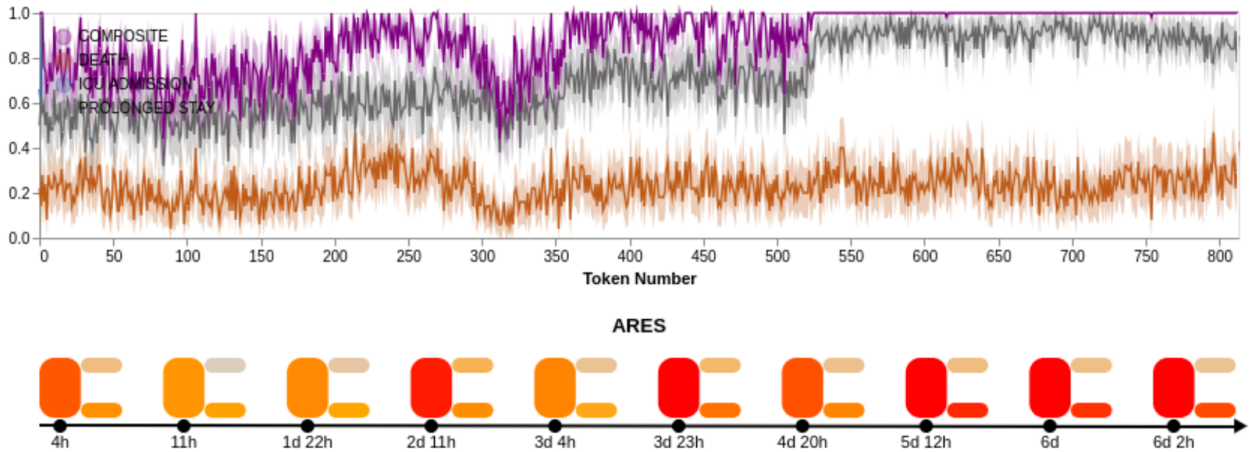 1.0
COMPOSITE
0.8
DEATH
ICU ADMISSION
0.6
PROLONGED STAY
0.4
0.2
0.0
0 50 100 150 200 250 300 350 400 450 500 550 600 650 700 750 800
Token Number
ARES
4h 11h 1d 22h 2d 11h 3d 4h 3d 23h 4d 20h 5d 12h 6d 6d 2h